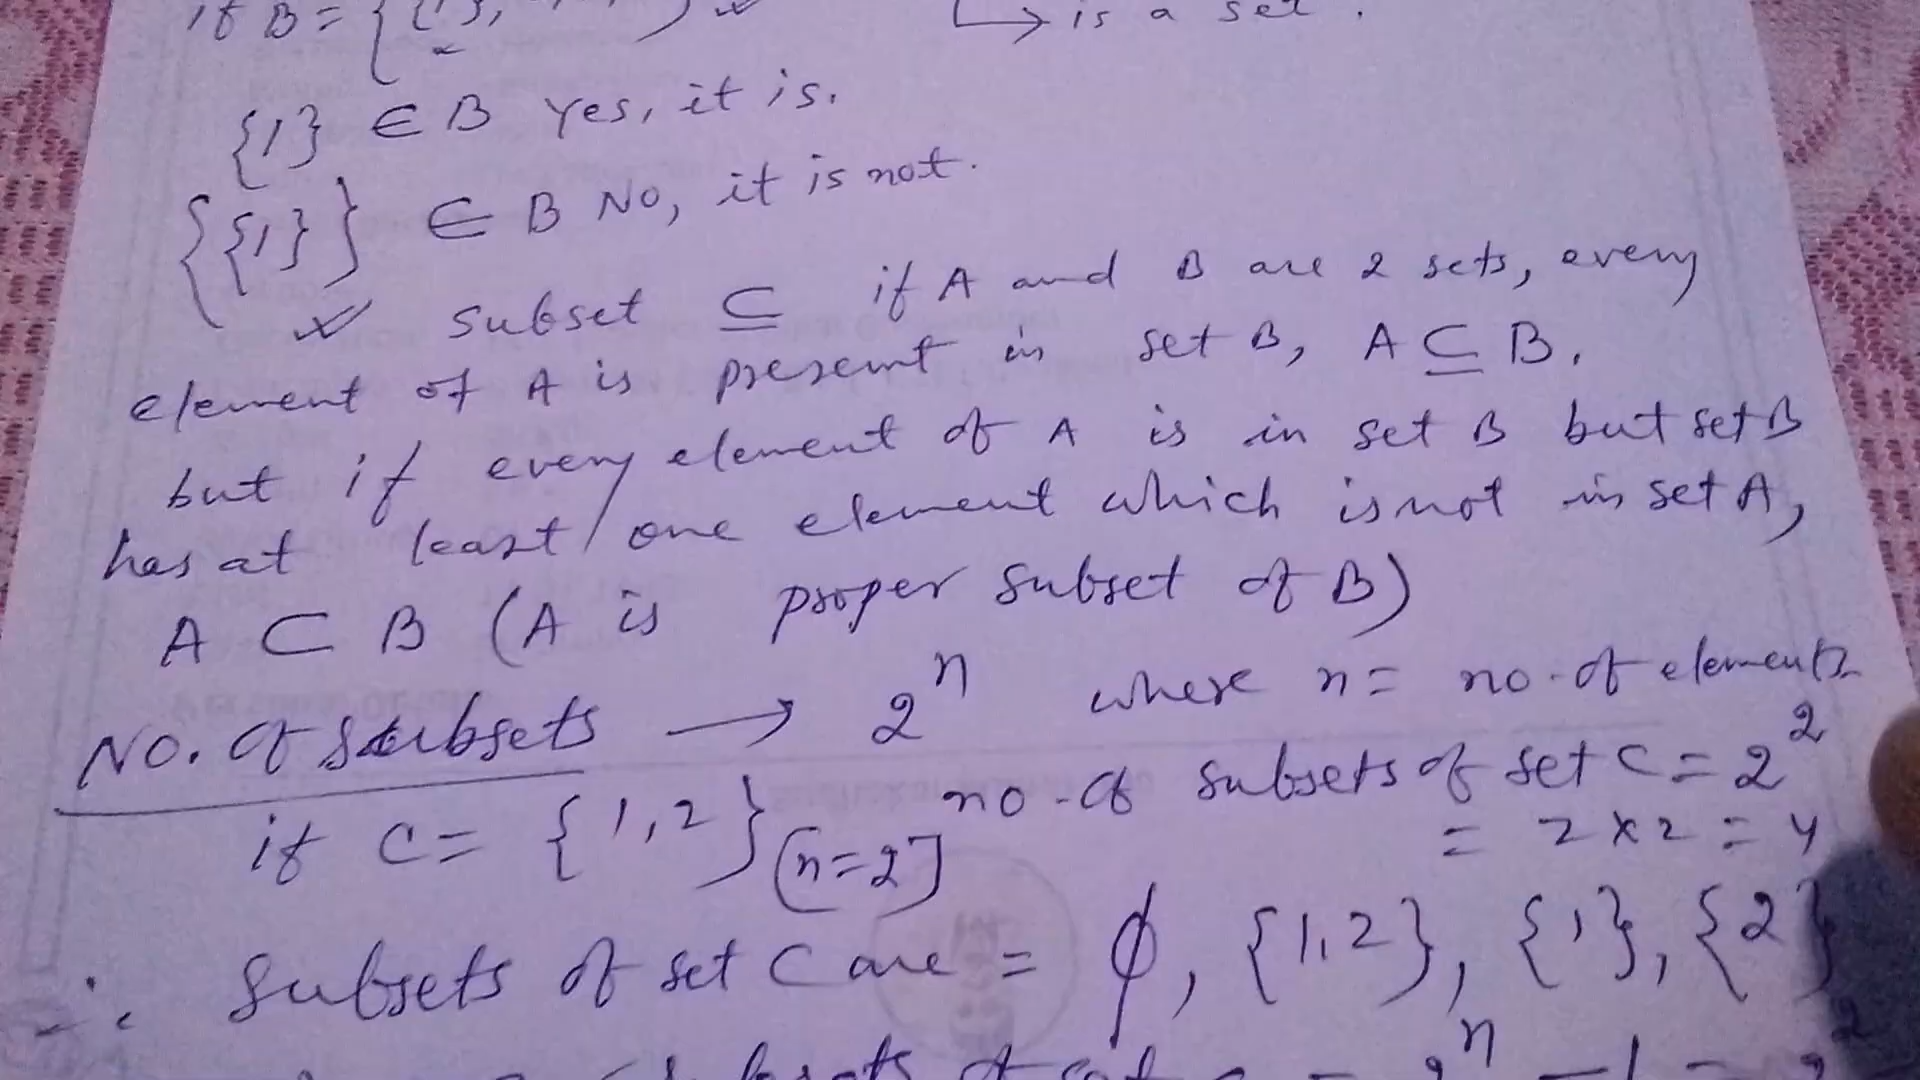 if B = {{1},
↳ is a set.
{1} ∈ B Yes, it is.
{{1}} ∈ B No, it is not.
subset ⊆ if A and B are 2 sets, every
element of A is present in set B, A ⊆ B.
but if every element of A is in set B but set B
has at least one element which is not in set A,
A ⊂ B (A is proper subset of B)
NO. Of Subsets → 2^n where n = no. of elements
if C = {1,2} [n=2] no. of subsets of set C = 2^2
= 2 x 2 = 4
∴ Subsets of set C are = ϕ, {1,2}, {1}, {2}